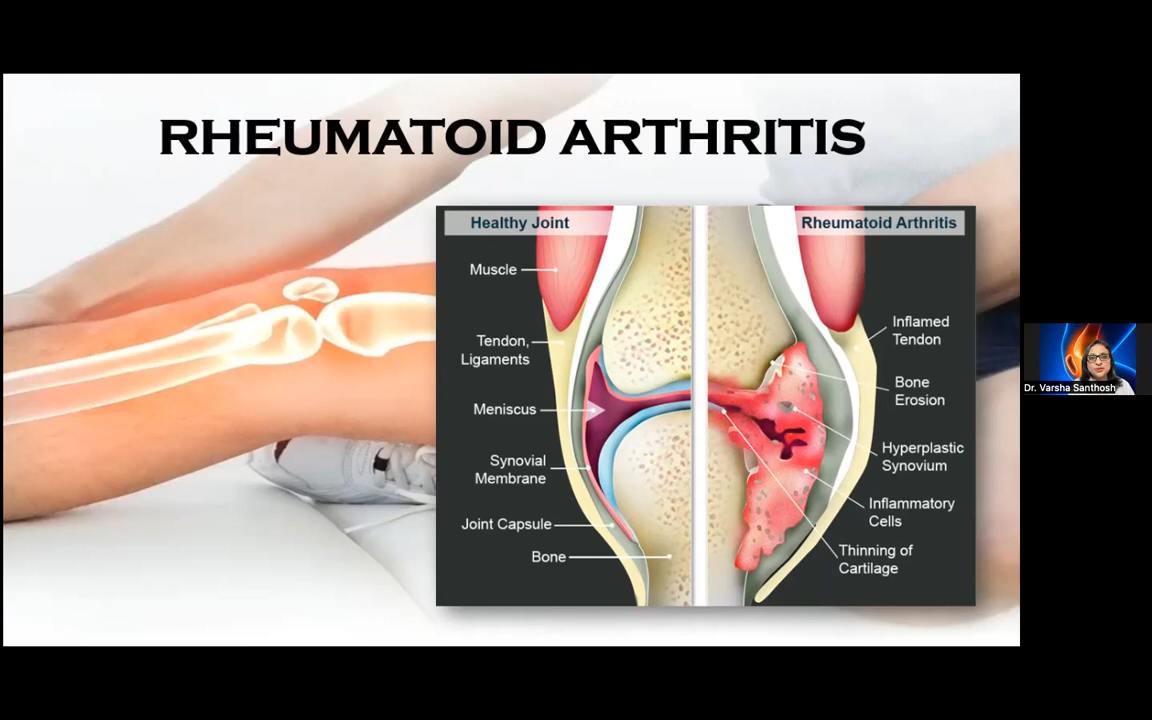 RHEUMATOID ARTHRITIS
Healthy Joint
Muscle
Tendon,
Ligaments
Meniscus
Synovial
Membrane
Joint Capsule
Bone
Rheumatoid Arthritis
Inflamed
Tendon
Bone
Erosion
Hyperplastic
Synovium
Inflammatory
Cells
Thinning of
Cartilage
Dr. Varsha Santhosh